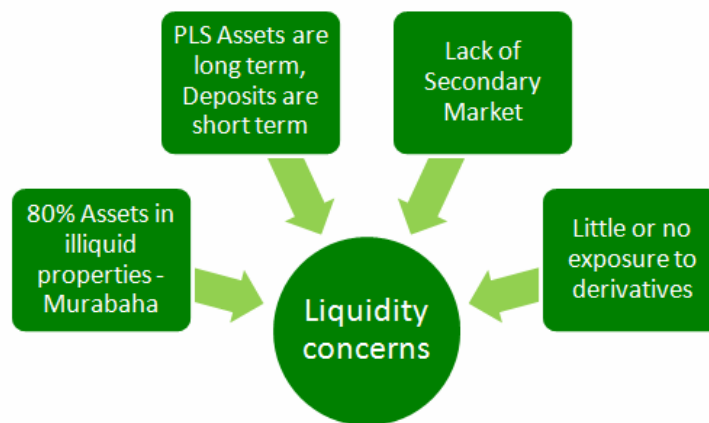 PLS Assets are
long term,
Deposits are
short term
Lack of
Secondary
Market
80% Assets in
illiquid
properties -
Murabaha
Little or no
exposure to
derivatives
Liquidity
concerns